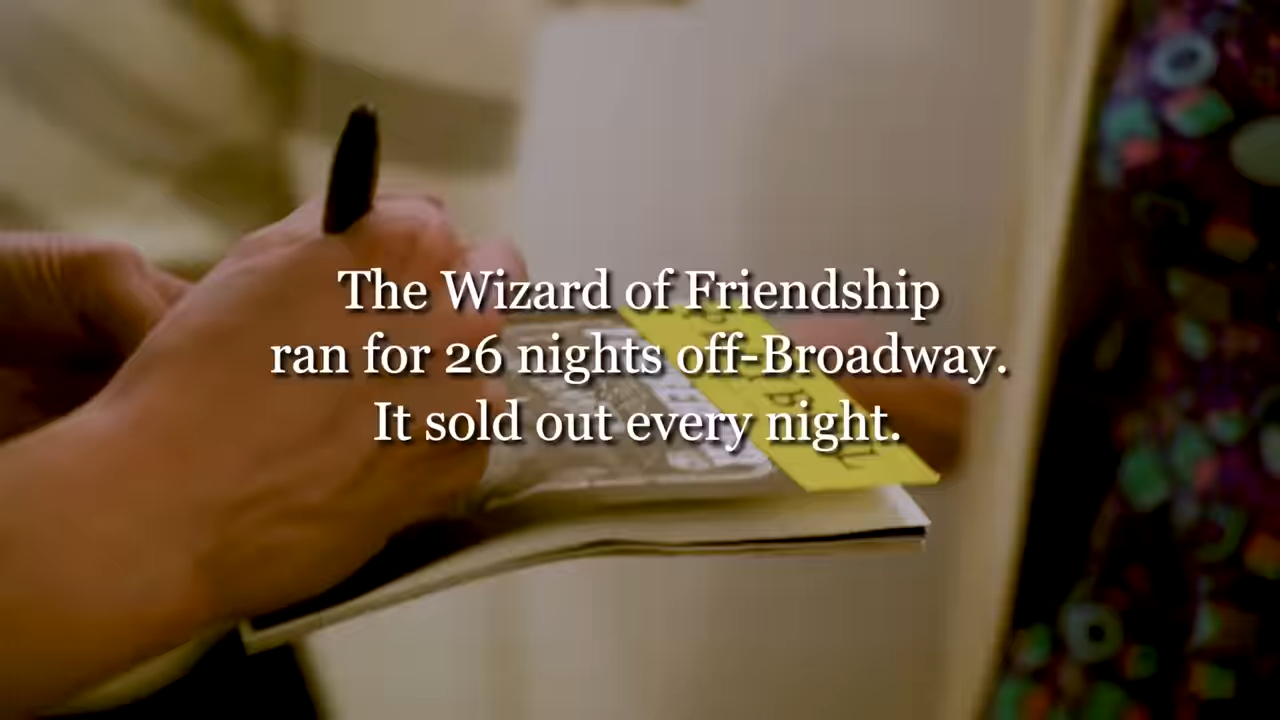 The Wizard of Friendship
ran for 26 nights off-Broadway.
It sold out every night.